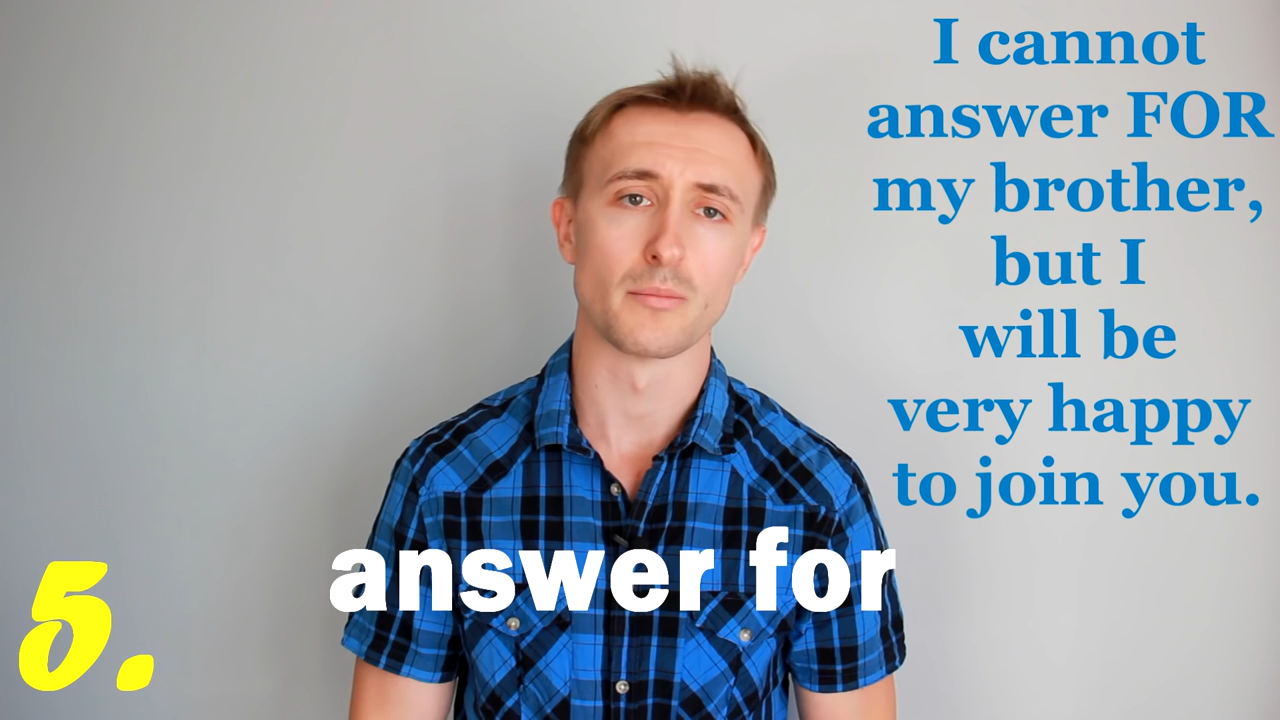 I cannot
answer FOR
my brother,
but I
will be
very happy
to join you.
answer for
5.